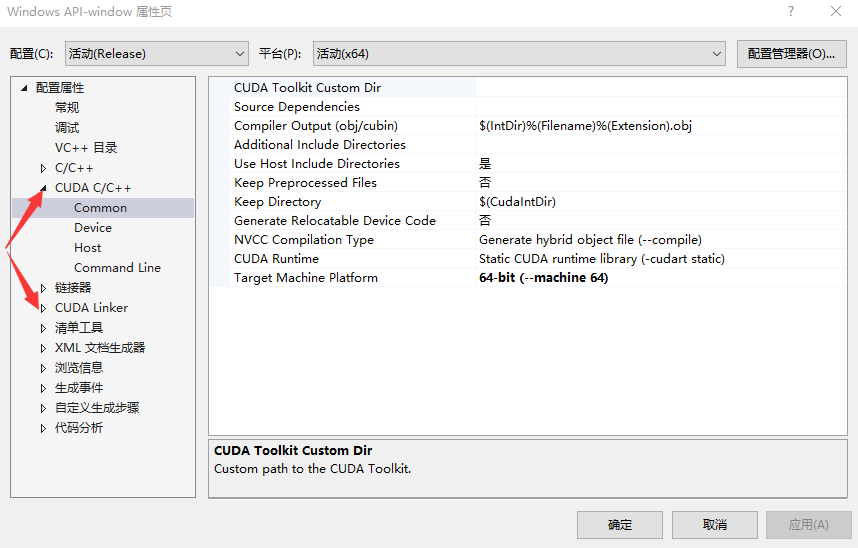 Windows API-window 属性页
配置(C): 活动(Release) 平台(P): 活动(x64) 配置管理器(O)...
配置属性
常规
调试
VC++ 目录
C/C++
CUDA C/C++
Common
Device
Host
Command Line
链接器
CUDA Linker
清单工具
XML 文档生成器
浏览信息
生成事件
自定义生成步骤
代码分析
CUDA Toolkit Custom Dir
Source Dependencies
Compiler Output (obj/cubin) $(IntDir)%(Filename)%(Extension).obj
Additional Include Directories
Use Host Include Directories 是
Keep Preprocessed Files 否
Keep Directory $(CudaIntDir)
Generate Relocatable Device Code 否
NVCC Compilation Type Generate hybrid object file (--compile)
CUDA Runtime Static CUDA runtime library (-cudart static)
Target Machine Platform 64-bit (--machine 64)
CUDA Toolkit Custom Dir
Custom path to the CUDA Toolkit.
确定 取消 应用(A)